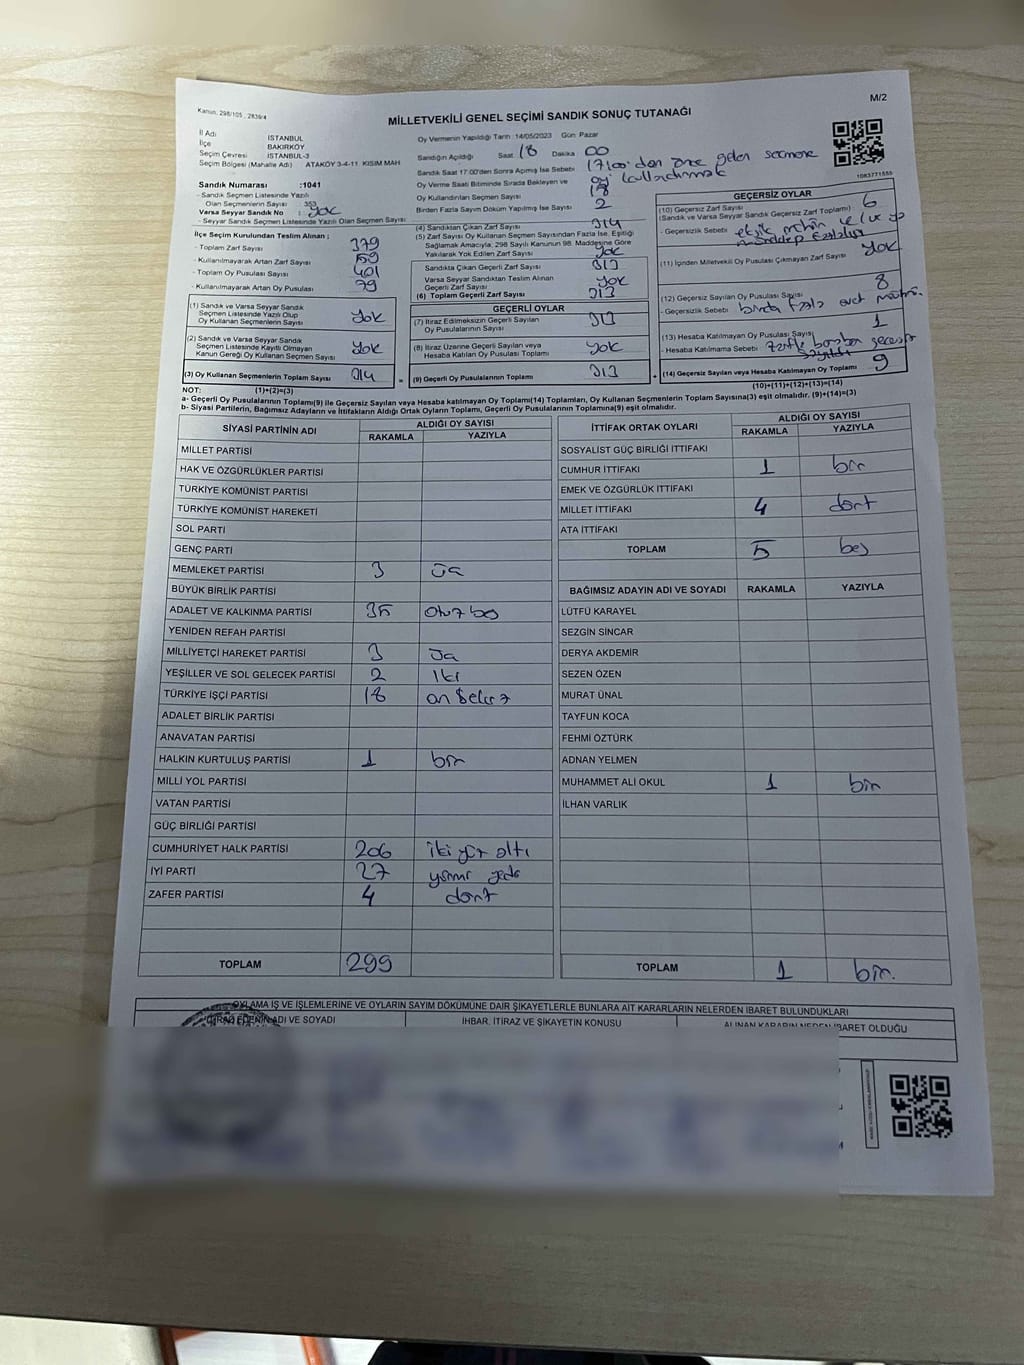 Kanun, 298/105 , 2839/4
M/2
MİLLETVEKİLİ GENEL SEÇİMİ SANDIK SONUÇ TUTANAĞI
İl Adı İSTANBUL
İlçe BAKIRKÖY
Seçim Çevresi İSTANBUL-3
Seçim Bölgesi (Mahalle Adı) ATAKÖY 3-4-11 KISIM MAH
Sandık Numarası :1041
- Sandık Seçmen Listesinde Yazılı
Olan Seçmenlerin Sayısı 353
Varsa Seyyar Sandık No : Yok
- Seyyar Sandık Seçmen Listesinde Yazılı Olan Seçmen Sayısı
İlçe Seçim Kurulundan Teslim Alınan ;
- Toplam Zarf Sayısı 379
- Kullanılmayarak Artan Zarf Sayısı
- Toplam Oy Pusulası Sayısı 401
- Kullanılmayarak Artan Oy Pusulası 79
(1) Sandık ve Varsa Seyyar Sandık
Seçmen Listesinde Yazılı Olup
Oy Kullanan Seçmenlerin Sayısı Yok
(2) Sandık ve Varsa Seyyar Sandık
Seçmen Listesinde Kayıtlı Olmayan
Kanun Gereği Oy Kullanan Seçmen Sayısı Yok
(3) Oy Kullanan Seçmenlerin Toplam Sayısı 314 =
Oy Vermenin Yapıldığı Tarih :14/05/2023 Gün: Pazar
Sandığın Açıldığı Saat 18 Dakika 00
Sandık Saat 17:00'den Sonra Açılmış İse Sebebi 17:00'dan önce gelen seçmene
oy kullandırmak
Oy Verme Saati Bitiminde Sırada Bekleyen ve
Oy Kullandırılan Seçmen Sayısı 18
Birden Fazla Sayım Döküm Yapılmış İse Sayısı 2
(4) Sandıktan Çıkan Zarf Sayısı 314
(5) Zarf Sayısı Oy Kullanan Seçmen Sayısından Fazla İse, Eşitliği
Sağlamak Amacıyla, 298 Sayılı Kanunun 98. Maddesine Göre
Yakılarak Yok Edilen Zarf Sayısı Yok
Sandıkta Çıkan Geçerli Zarf Sayısı 313
Varsa Seyyar Sandıktan Teslim Alınan
Geçerli Zarf Sayısı Yok
(6) Toplam Geçerli Zarf Sayısı 313
GEÇERLİ OYLAR
(7) İtiraz Edilmeksizin Geçerli Sayılan
Oy Pusulalarının Sayısı 313
(8) İtiraz Üzerine Geçerli Sayılan veya
Hesaba Katılan Oy Pusulası Toplamı Yok
(9) Geçerli Oy Pusulalarının Toplamı 313 +
1083771555
GEÇERSİZ OYLAR
(10) Geçersiz Zarf Sayısı : 6
(Sandık ve Varsa Seyyar Sandık Geçersiz Zarf Toplamı)
- Geçersizlik Sebebi : eksik mühür
(11) İçinden Milletvekili Oy Pusulası Çıkmayan Zarf Sayısı Yok
(12) Geçersiz Sayılan Oy Pusulası Sayısı 8
- Geçersizlik Sebebi : birden fazla evet mührü.
(13) Hesaba Katılmayan Oy Pusulası Sayısı 1
- Hesaba Katılmama Sebebi :
(14) Geçersiz Sayılan veya Hesaba Katılmayan Oy Toplamı 9
NOT: (1)+(2)=(3) (10)+(11)+(12)+(13)=(14)
a- Geçerli Oy Pusulalarının Toplamı(9) ile Geçersiz Sayılan veya Hesaba katılmayan Oy Toplamı(14) Toplamları, Oy Kullanan Seçmenlerin Toplam Sayısına(3) eşit olmalıdır. (9)+(14)=(3)
b- Siyasi Partilerin, Bağımsız Adayların ve İttifakların Aldığı Ortak Oyların Toplamı, Geçerli Oy Pusulalarının Toplamına(9) eşit olmalıdır.
SİYASİ PARTİNİN ADI ALDIĞI OY SAYISI
RAKAMLA YAZIYLA
MİLLET PARTİSİ
HAK VE ÖZGÜRLÜKLER PARTİSİ
TÜRKİYE KOMÜNİST PARTİSİ
TÜRKİYE KOMÜNİST HAREKETİ
SOL PARTİ
GENÇ PARTİ
MEMLEKET PARTİSİ 3 üç
BÜYÜK BİRLİK PARTİSİ
ADALET VE KALKINMA PARTİSİ 35 otuz beş
YENİDEN REFAH PARTİSİ
MİLLİYETÇİ HAREKET PARTİSİ 3 üç
YEŞİLLER VE SOL GELECEK PARTİSİ 2 iki
TÜRKİYE İŞÇİ PARTİSİ 18 on sekiz
ADALET BİRLİK PARTİSİ
ANAVATAN PARTİSİ
HALKIN KURTULUŞ PARTİSİ 1 bir
MİLLİ YOL PARTİSİ
VATAN PARTİSİ
GÜÇ BİRLİĞİ PARTİSİ
CUMHURİYET HALK PARTİSİ 206 iki yüz altı
İYİ PARTİ 27 yirmi yedi
ZAFER PARTİSİ 4 dört
TOPLAM 299
İTTİFAK ORTAK OYLARI ALDIĞI OY SAYISI
RAKAMLA YAZIYLA
SOSYALİST GÜÇ BİRLİĞİ İTTİFAKI
CUMHUR İTTİFAKI 1 bir
EMEK VE ÖZGÜRLÜK İTTİFAKI
MİLLET İTTİFAKI 4 dört
ATA İTTİFAKI
TOPLAM 5 beş
BAĞIMSIZ ADAYIN ADI VE SOYADI RAKAMLA YAZIYLA
LÜTFÜ KARAYEL
SEZGİN SİNCAR
DERYA AKDEMİR
SEZEN ÖZEN
MURAT ÜNAL
TAYFUN KOCA
FEHMİ ÖZTÜRK
ADNAN YELMEN
MUHAMMET ALİ OKUL 1 bir
İLHAN VARLIK
TOPLAM 1 bir.
OYLAMA İŞ VE İŞLEMLERİNE VE OYLARIN SAYIM DÖKÜMÜNE DAİR ŞİKAYETLERLE BUNLARA AİT KARARLARIN NELERDEN İBARET BULUNDUKLARI
İTİRAZ EDENİN ADI VE SOYADI İHBAR, İTİRAZ VE ŞİKAYETİN KONUSU ALINAN KARARIN NEDEN İBARET OLDUĞU